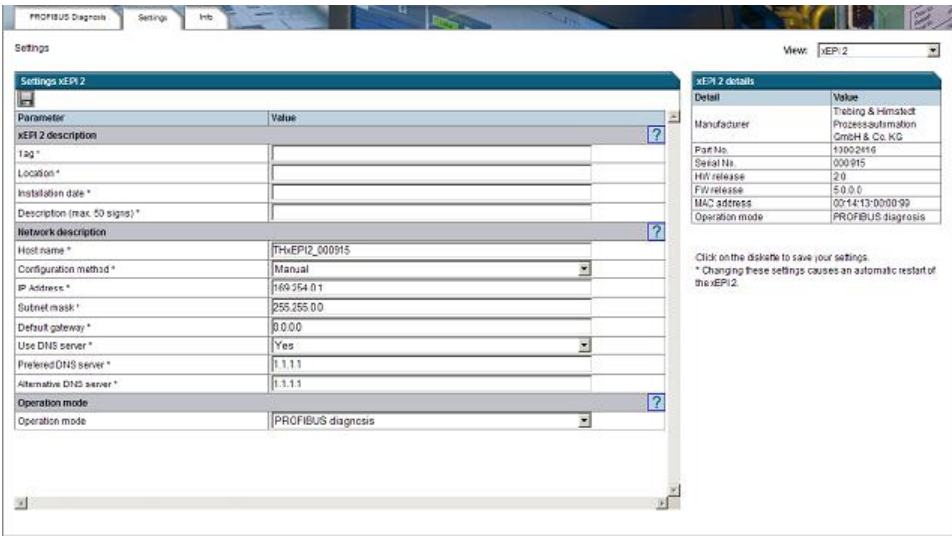 PROFIBUS Diagnosis Settings Info
Settings
View: xEPI 2
Settings xEPI 2
Parameter Value
xEPI 2 description ?
Tag *
Location *
Installation date *
Description (max. 50 signs) *
Network description ?
Host name * THxEPI2_000915
Configuration method * Manual
IP Address * 169.254.0.1
Subnet mask * 255.255.0.0
Default gateway * 0.0.0.0
Use DNS server * Yes
Prefered DNS server * 1.1.1.1
Alternative DNS server * 1.1.1.1
Operation mode ?
Operation mode PROFIBUS diagnosis
xEPI 2 details
Detail Value
Manufacturer Trebing & Himstedt
Prozessautomation
GmbH & Co. KG
Part No. 10002416
Serial No. 000915
HW release 2.0
FW release 5.0.0.0
MAC address 00:14:13:00:00:99
Operation mode PROFIBUS diagnosis
Click on the diskette to save your settings.
* Changing these settings causes an automatic restart of
the xEPI 2.